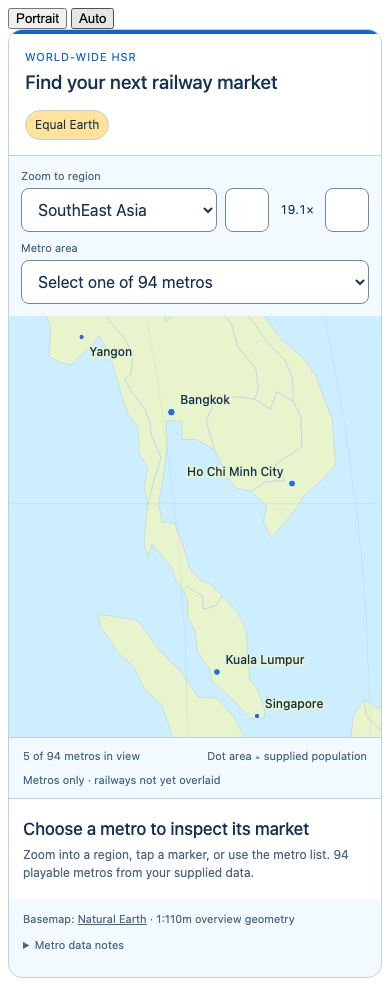 Portrait Auto
WORLD-WIDE HSR
Find your next railway market
Equal Earth
Zoom to region
SouthEast Asia 19.1×
Metro area
Select one of 94 metros
Yangon
Bangkok
Ho Chi Minh City
Kuala Lumpur
Singapore
5 of 94 metros in view Dot area = supplied population
Metros only · railways not yet overlaid
Choose a metro to inspect its market
Zoom into a region, tap a marker, or use the metro list. 94
playable metros from your supplied data.
Basemap: Natural Earth · 1:110m overview geometry
Metro data notes